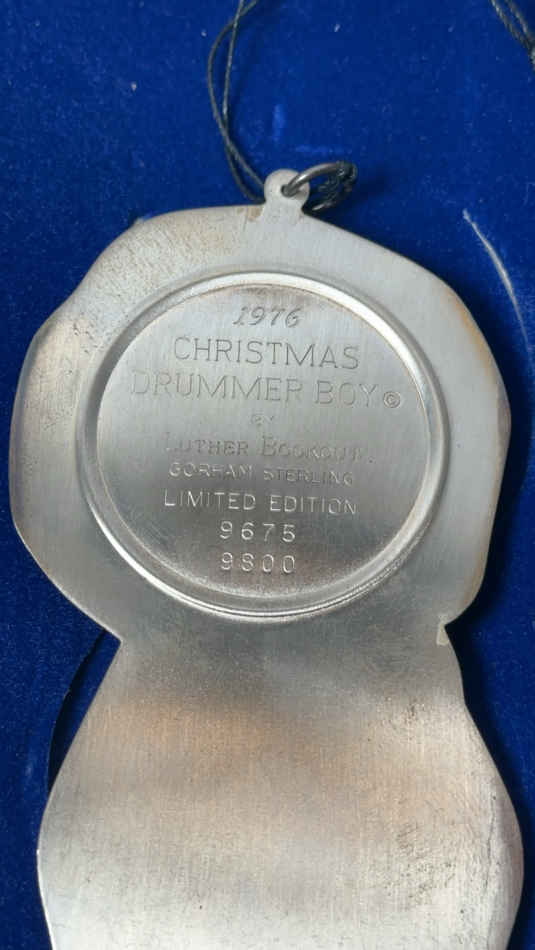 1976
CHRISTMAS
DRUMMER BOY ©
BY
LUTHER BOOKOUT
GORHAM STERLING
LIMITED EDITION
9675
9800